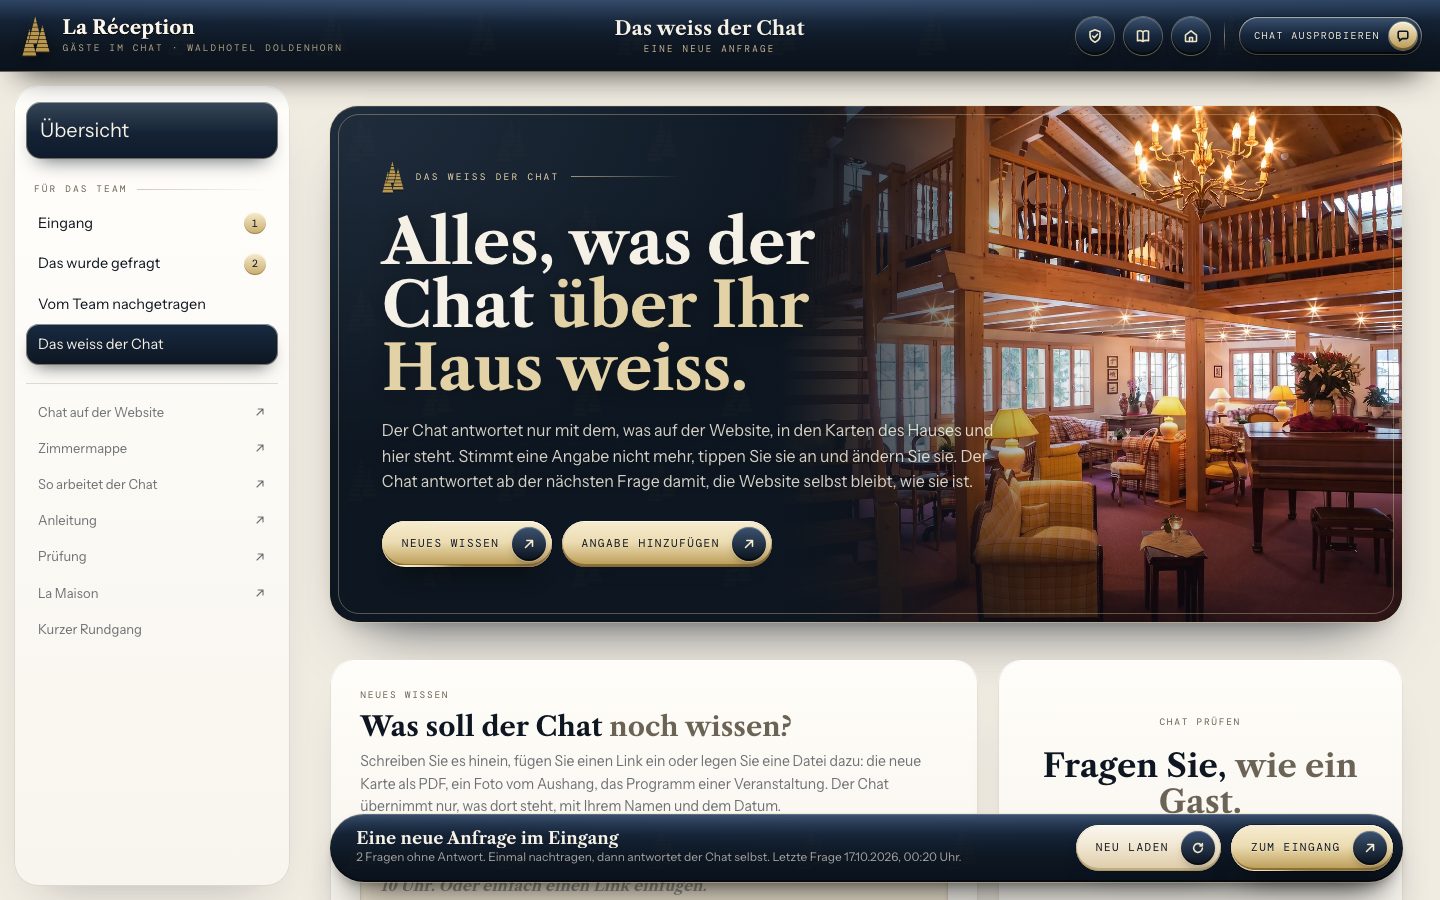 La Réception
GÄSTE IM CHAT · WALDHOTEL DOLDENHORN
Das weiss der Chat
EINE NEUE ANFRAGE
CHAT AUSPROBIEREN
Übersicht
FÜR DAS TEAM
Eingang 1
Das wurde gefragt 2
Vom Team nachgetragen
Das weiss der Chat
Chat auf der Website
Zimmermappe
So arbeitet der Chat
Anleitung
Prüfung
La Maison
Kurzer Rundgang
DAS WEISS DER CHAT
Alles, was der
Chat über Ihr
Haus weiss.
Der Chat antwortet nur mit dem, was auf der Website, in den Karten des Hauses und
hier steht. Stimmt eine Angabe nicht mehr, tippen Sie sie an und ändern Sie sie. Der
Chat antwortet ab der nächsten Frage damit, die Website selbst bleibt, wie sie ist.
NEUES WISSEN
ANGABE HINZUFÜGEN
NEUES WISSEN
Was soll der Chat noch wissen?
Schreiben Sie es hinein, fügen Sie einen Link ein oder legen Sie eine Datei dazu: die neue
Karte als PDF, ein Foto vom Aushang, das Programm einer Veranstaltung. Der Chat
übernimmt nur, was dort steht, mit Ihrem Namen und dem Datum.
CHAT PRÜFEN
Fragen Sie, wie ein
Gast.
Eine neue Anfrage im Eingang
2 Fragen ohne Antwort. Einmal nachtragen, dann antwortet der Chat selbst. Letzte Frage 17.10.2026, 00:20 Uhr.
NEU LADEN
ZUM EINGANG
10 Uhr. Oder einfach einen Link einfügen.